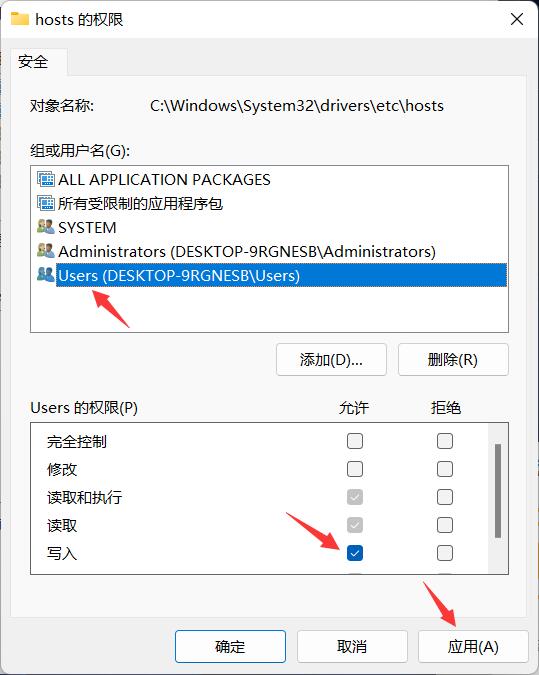 hosts 的权限
安全
对象名称: C:\Windows\System32\drivers\etc\hosts
组或用户名(G):
ALL APPLICATION PACKAGES
所有受限制的应用程序包
SYSTEM
Administrators (DESKTOP-9RGNESB\Administrators)
Users (DESKTOP-9RGNESB\Users)
添加(D)... 删除(R)
Users 的权限(P) 允许 拒绝
完全控制
修改
读取和执行
读取
写入
确定 取消 应用(A)